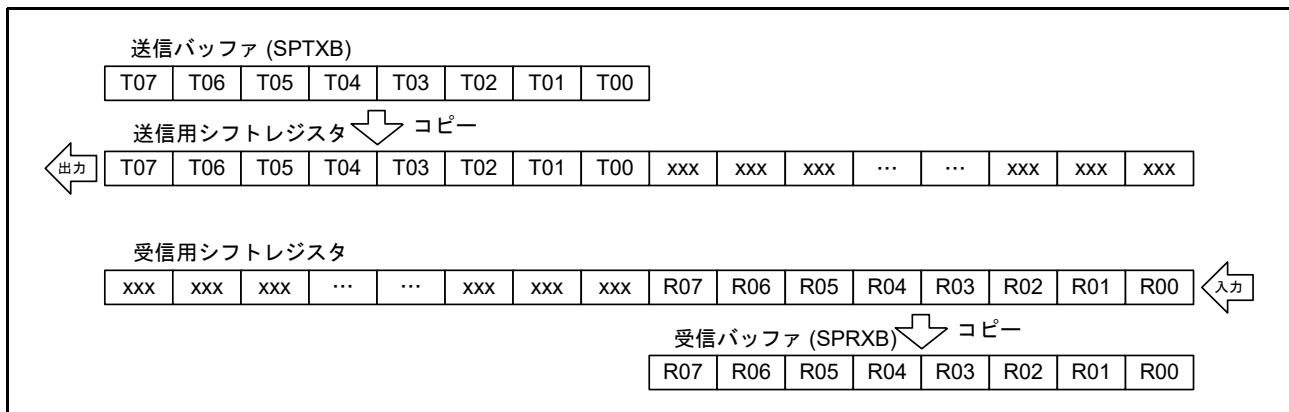 送信バッファ (SPTXB)
T07 T06 T05 T04 T03 T02 T01 T00
コピー
送信用シフトレジスタ
出力 T07 T06 T05 T04 T03 T02 T01 T00 xxx xxx xxx … … xxx xxx xxx
受信用シフトレジスタ
xxx xxx xxx … … xxx xxx xxx R07 R06 R05 R04 R03 R02 R01 R00 入力
コピー
受信バッファ (SPRXB)
R07 R06 R05 R04 R03 R02 R01 R00